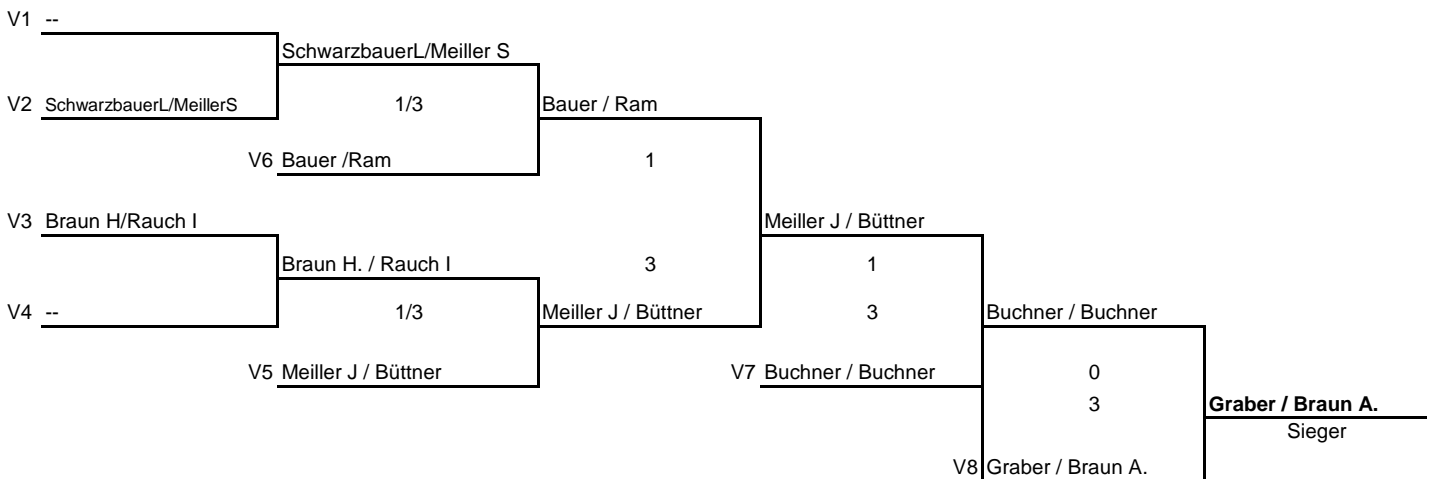 V1 --
SchwarzbauerL/Meiller S
V2 SchwarzbauerL/MeillerS 1/3 Bauer / Ram
V6 Bauer /Ram 1
V3 Braun H/Rauch I Meiller J / Büttner
Braun H. / Rauch I 3 1
V4 -- 1/3 Meiller J / Büttner 3 Buchner / Buchner
V5 Meiller J / Büttner V7 Buchner / Buchner 0
3 Graber / Braun A.
Sieger
V8 Graber / Braun A.